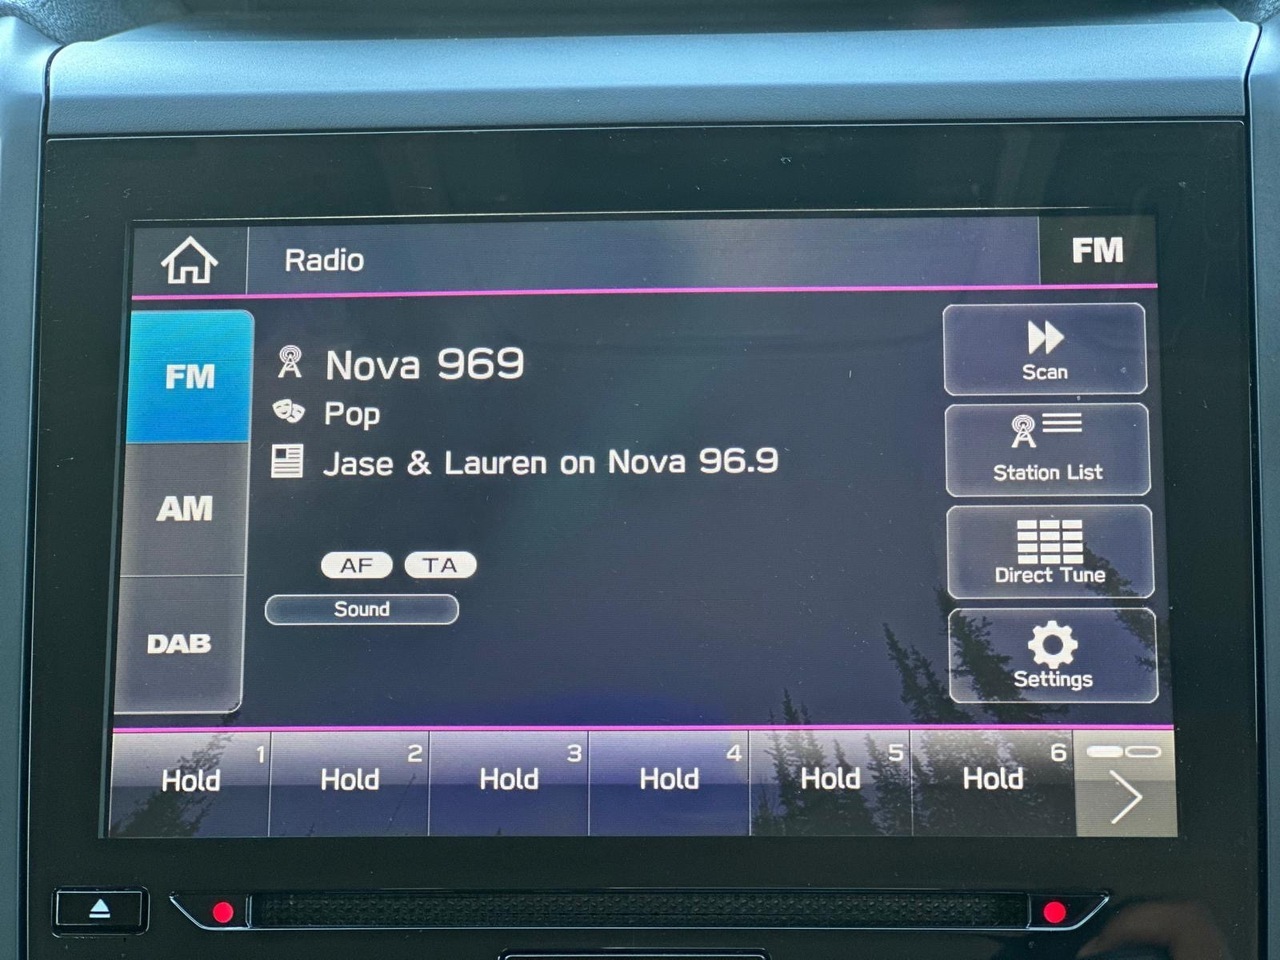 Radio
FM
FM
AM
DAB
Nova 969
Pop
Jase & Lauren on Nova 96.9
AF TA
Sound
Scan
Station List
Direct Tune
Settings
1 Hold
2 Hold
3 Hold
4 Hold
5 Hold
6 Hold